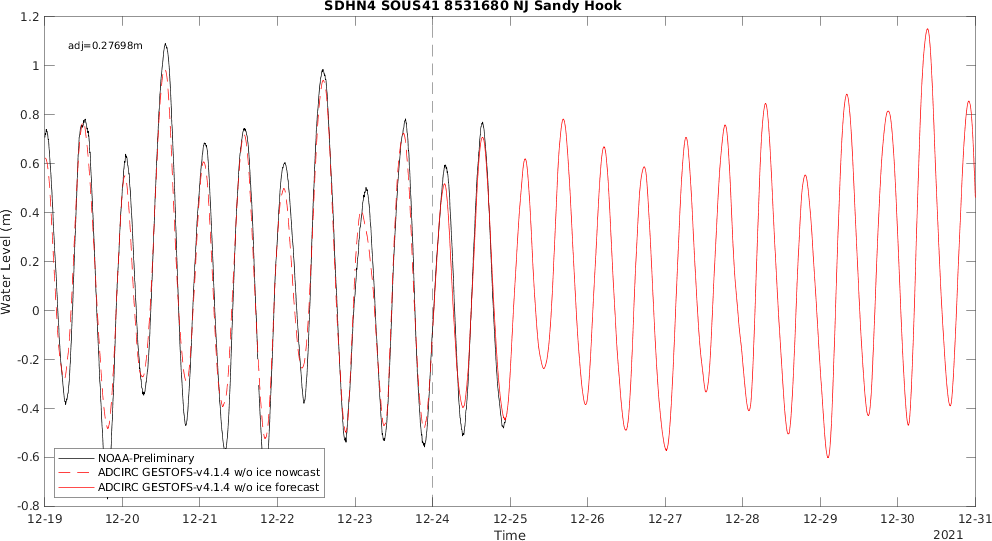 SDHN4 SOUS41 8531680 NJ Sandy Hook
adj=0.27698m
Water Level (m)
1.2
1
0.8
0.6
0.4
0.2
0
-0.2
-0.4
-0.6
-0.8
NOAA-Preliminary
ADCIRC GESTOFS-v4.1.4 w/o ice nowcast
ADCIRC GESTOFS-v4.1.4 w/o ice forecast
12-19 12-20 12-21 12-22 12-23 12-24 12-25 12-26 12-27 12-28 12-29 12-30 12-31
Time
2021